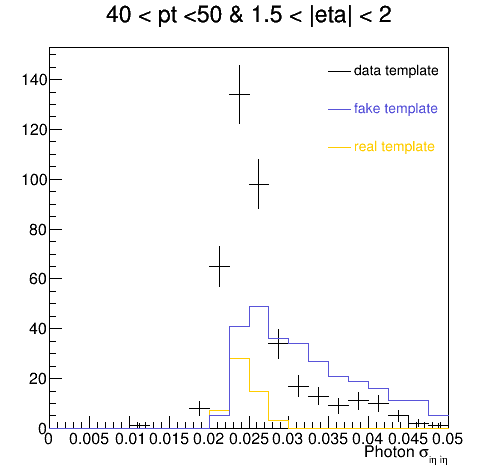 40 < pt <50 & 1.5 < |eta| < 2
data template
fake template
real template
140
120
100
80
60
40
20
0
0 0.005 0.01 0.015 0.02 0.025 0.03 0.035 0.04 0.045 0.05
Photon σiη iη